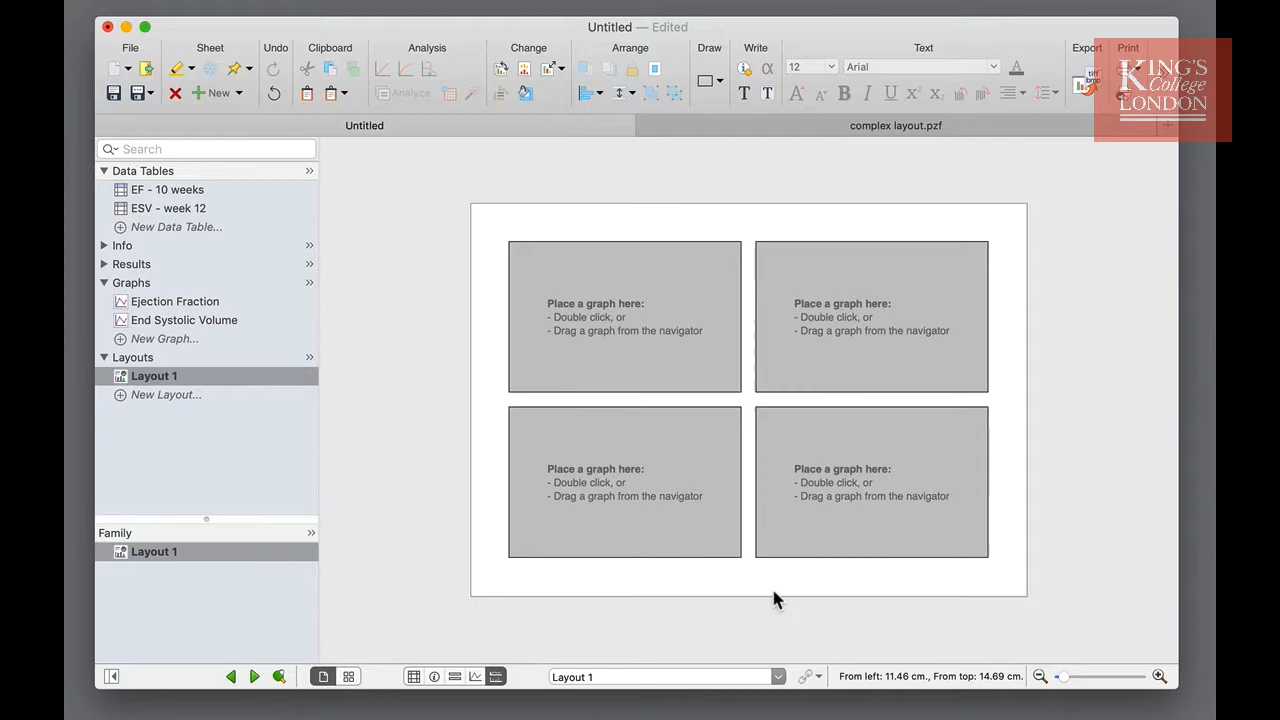 Untitled — Edited
File
Sheet
Undo
Clipboard
Analysis
Change
Arrange
Draw
Write
Text
Export
Print
12
Arial
New
Analyze
Untitled
complex layout.pzf
KING'S
College
LONDON
Search
Data Tables
EF - 10 weeks
ESV - week 12
New Data Table...
Info
Results
Graphs
Ejection Fraction
End Systolic Volume
New Graph...
Layouts
Layout 1
New Layout...
Family
Layout 1
Place a graph here:
- Double click, or
- Drag a graph from the navigator
Place a graph here:
- Double click, or
- Drag a graph from the navigator
Place a graph here:
- Double click, or
- Drag a graph from the navigator
Place a graph here:
- Double click, or
- Drag a graph from the navigator
Layout 1
From left: 11.46 cm., From top: 14.69 cm.